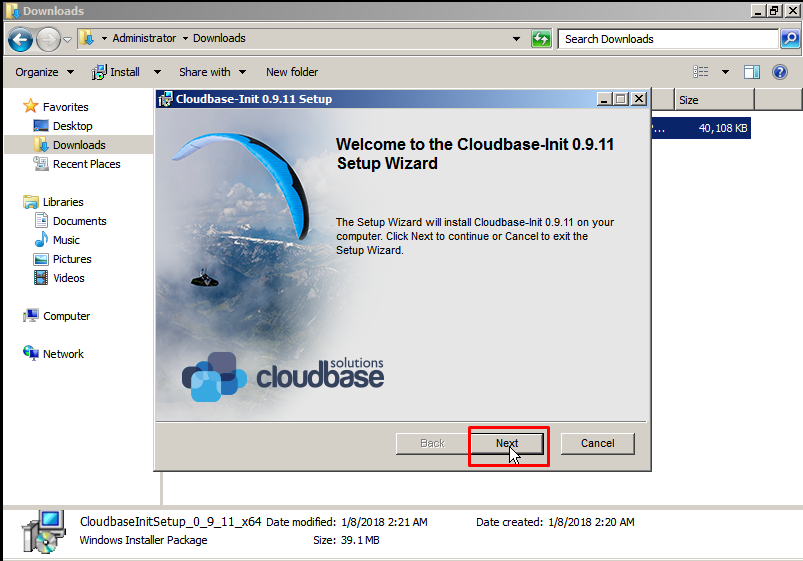 Downloads
Administrator Downloads
Search Downloads
Organize Install Share with New folder
Favorites
Desktop
Downloads
Recent Places
Libraries
Documents
Music
Pictures
Videos
Computer
Network
Size
P... 40,108 KB
Cloudbase-Init 0.9.11 Setup
Welcome to the Cloudbase-Init 0.9.11
Setup Wizard
The Setup Wizard will install Cloudbase-Init 0.9.11 on your
computer. Click Next to continue or Cancel to exit the
Setup Wizard.
solutions
cloudbase
Back Next Cancel
CloudbaseInitSetup_0_9_11_x64 Date modified: 1/8/2018 2:21 AM Date created: 1/8/2018 2:20 AM
Windows Installer Package Size: 39.1 MB